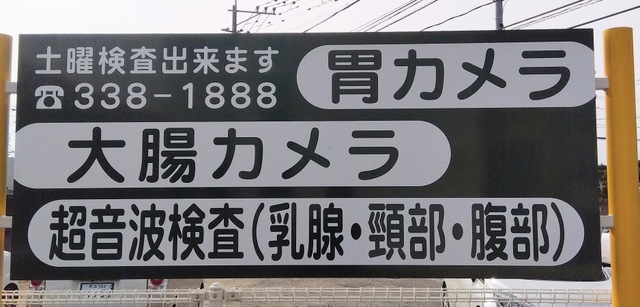 土曜検査出来ます
☎338-1888
胃カメラ
大腸カメラ
超音波検査(乳腺・頸部・腹部)